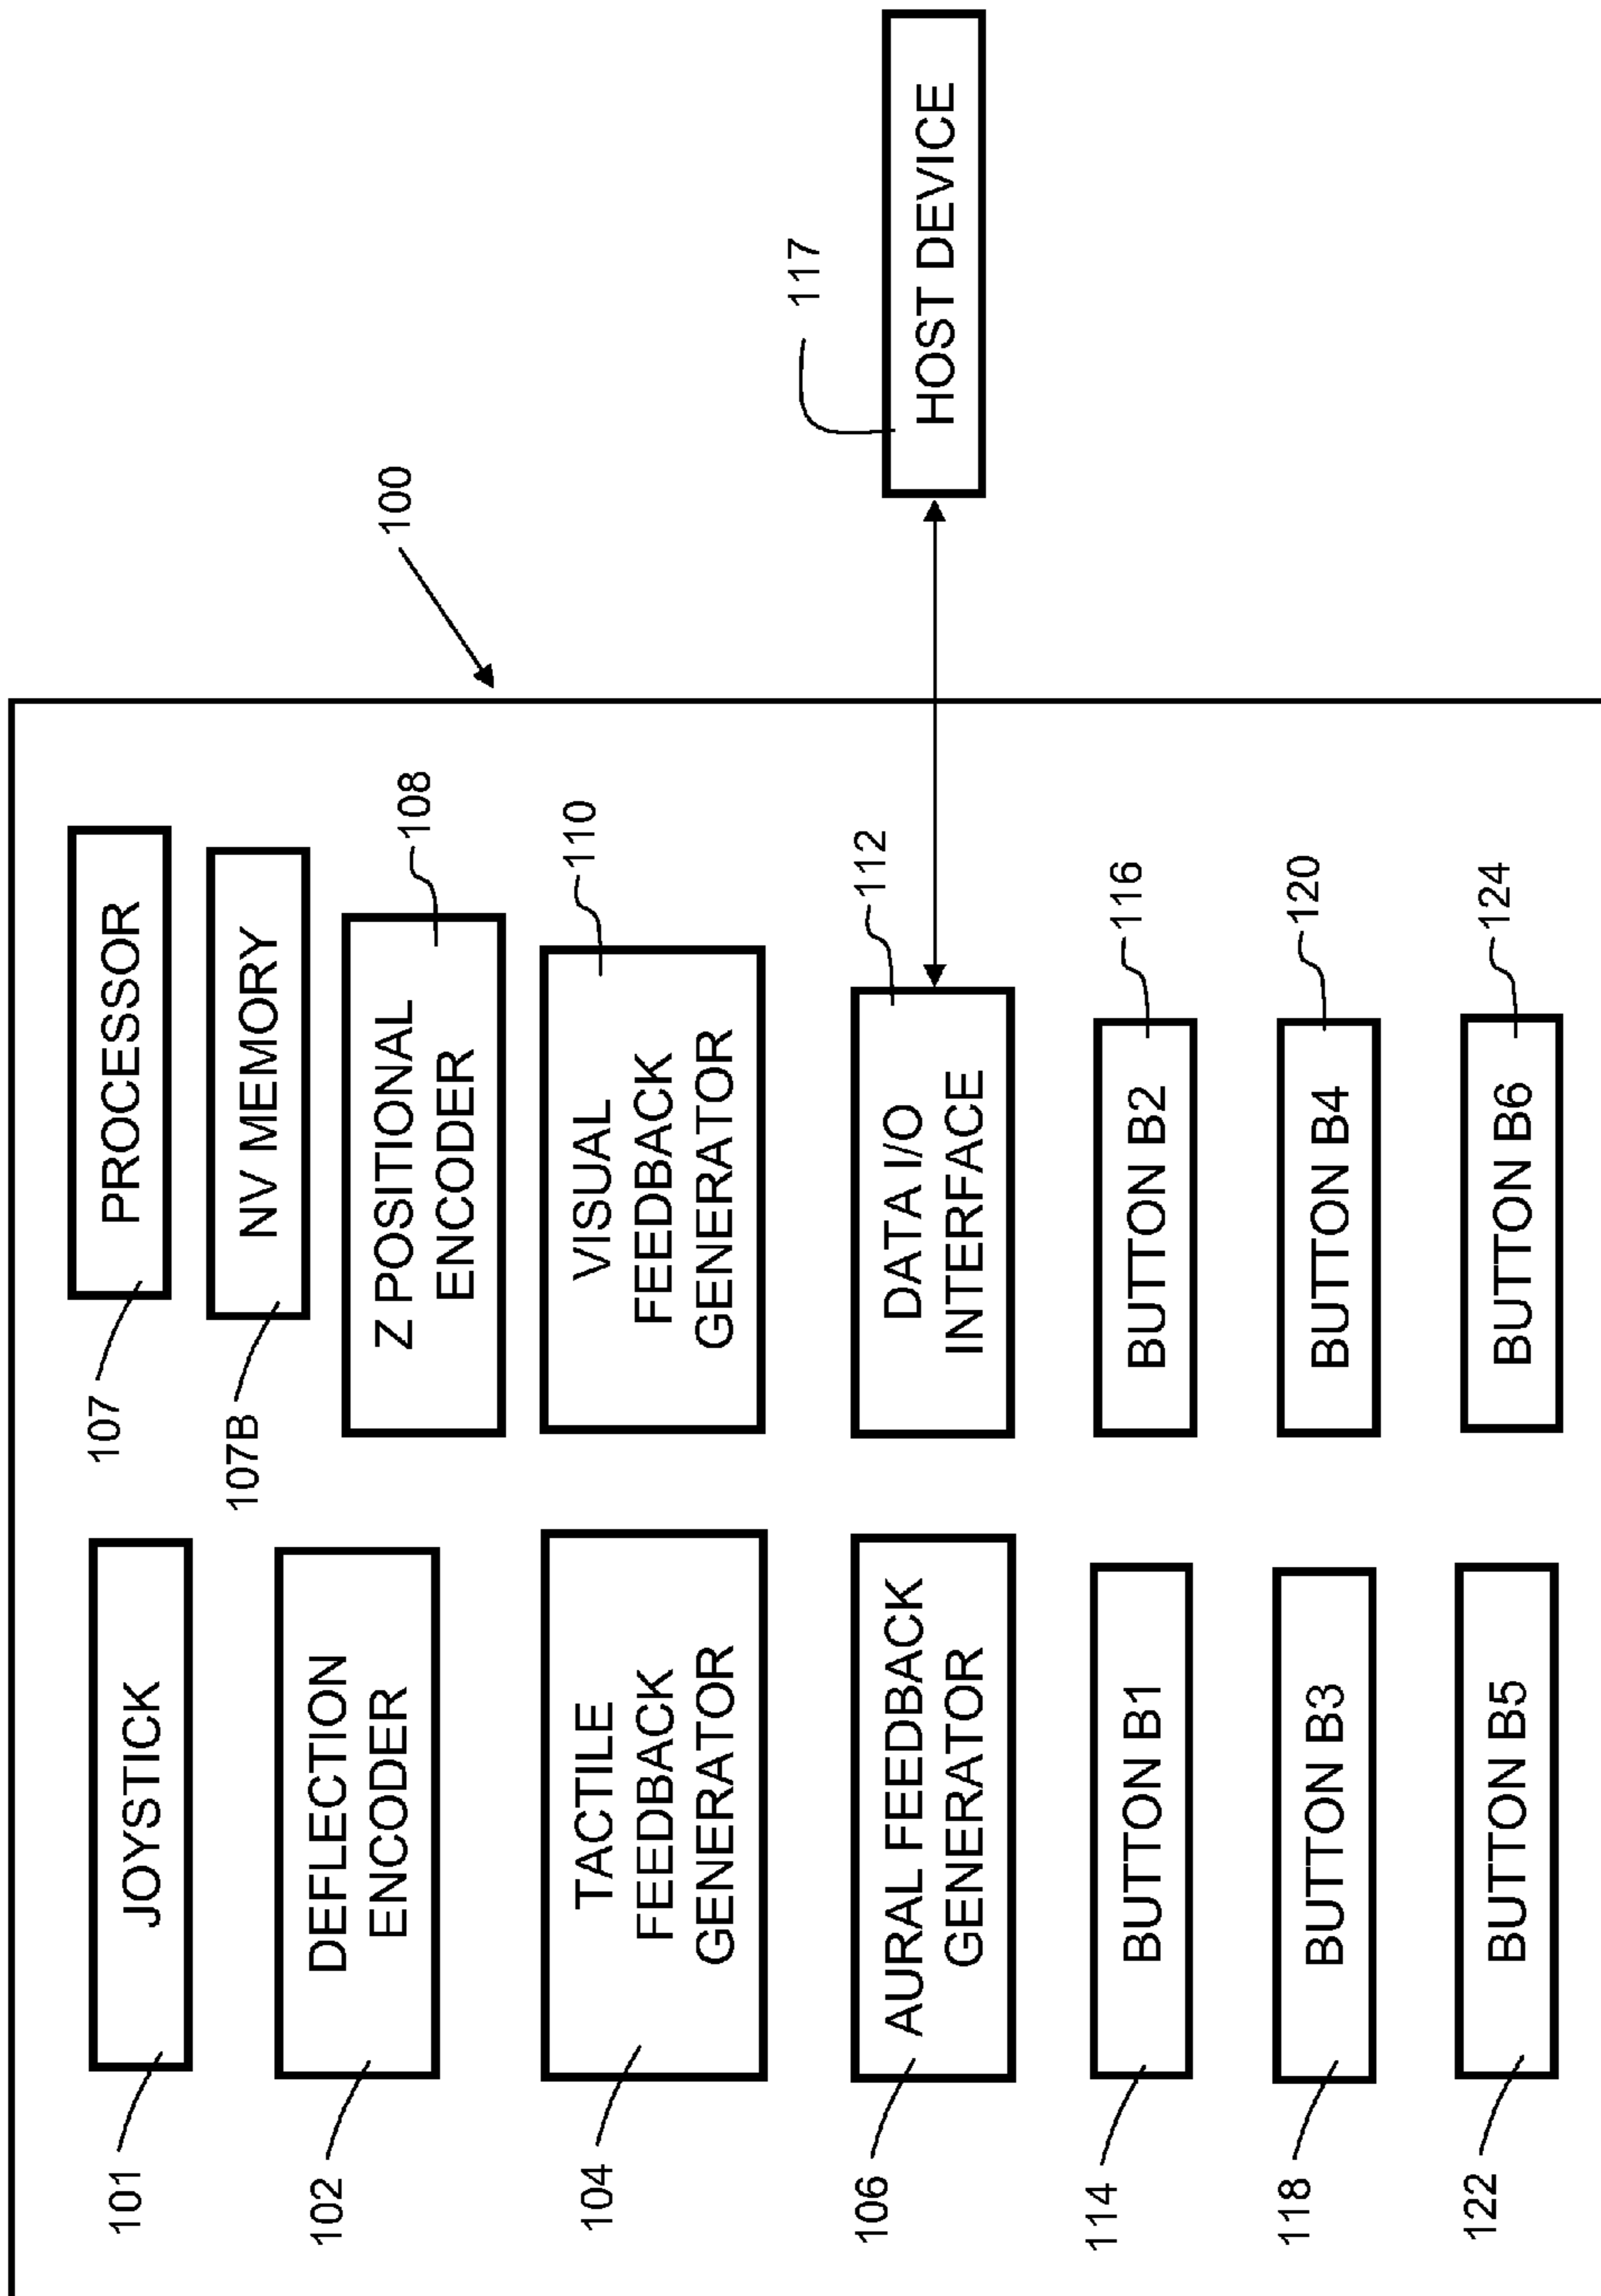 100
101
JOYSTICK
107
PROCESSOR
107B
NV MEMORY
102
DEFLECTION
ENCODER
Z POSITIONAL
ENCODER
108
104
TACTILE
FEEDBACK
GENERATOR
VISUAL
FEEDBACK
GENERATOR
110
106
AURAL FEEDBACK
GENERATOR
DATA I/O
INTERFACE
112
117
HOST DEVICE
114
BUTTON B1
BUTTON B2
116
118
BUTTON B3
BUTTON B4
120
122
BUTTON B5
BUTTON B6
124